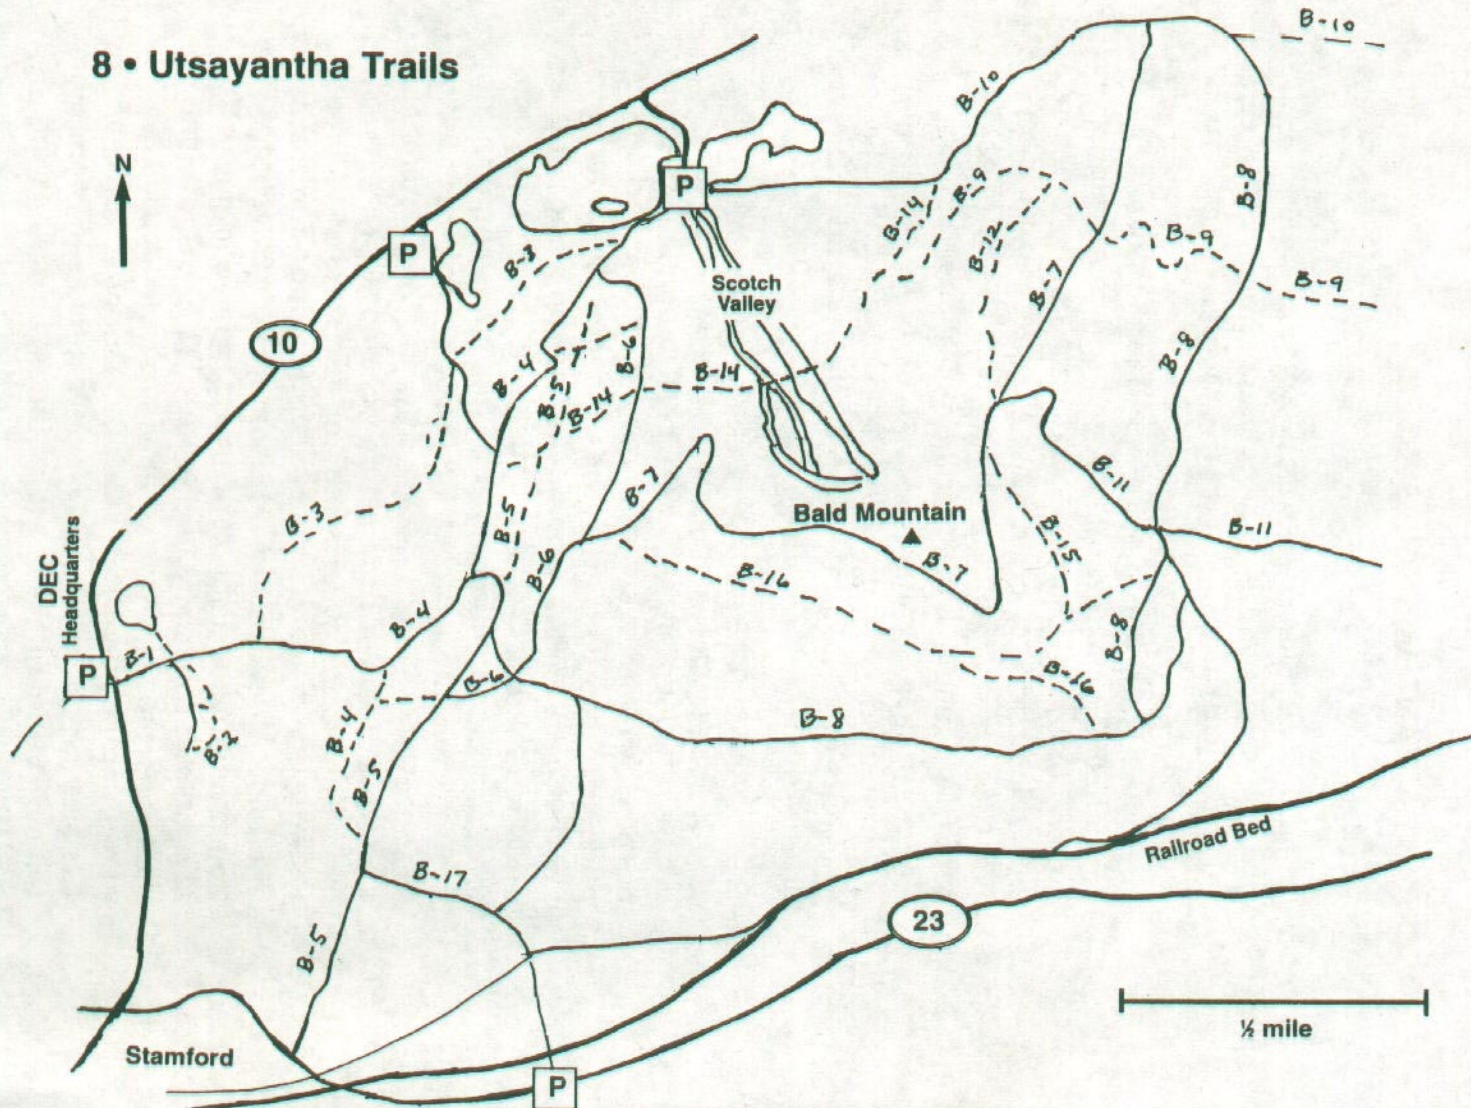 8 • Utsayantha Trails
B-10
N
P
P
B-10
B-8
B-9
B-14
B-12
B-9
B-3
Scotch
Valley
B-7
B-9
10
B-8
B-6
B-4
B-14
B-5
B-14
B-7
B-11
B-3
B-5
Bald Mountain
B-11
B-15
DEC
Headquarters
B-6
B-16
B-7
B-4
B-8
P
B-1
B-6
B-16
B-2
B-4
B-8
B-5
Railroad Bed
B-17
23
B-5
½ mile
Stamford
P